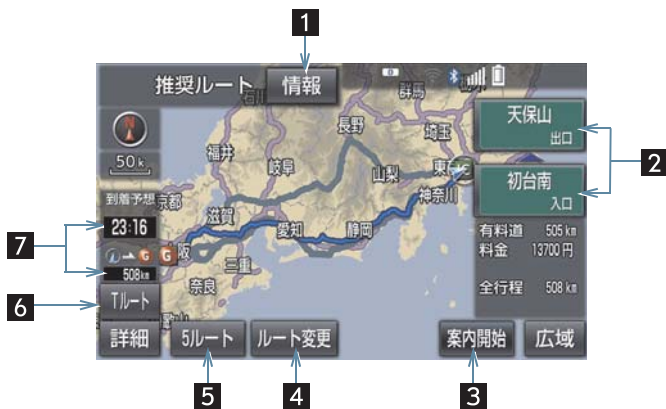 1
推奨ルート 情報
石川
群馬
天保山
出口
長野
埼玉
2
50k
福井
岐阜
山梨
東
初台南
入口
到着予想
京都
神奈川
7
23:16
滋賀
愛知
静岡
有料道 505km
料金 13700円
G G
阪
三重
508km
奈良
全行程 508km
6
Tルート
詳細
5ルート
ルート変更
案内開始
広域
5
4
3